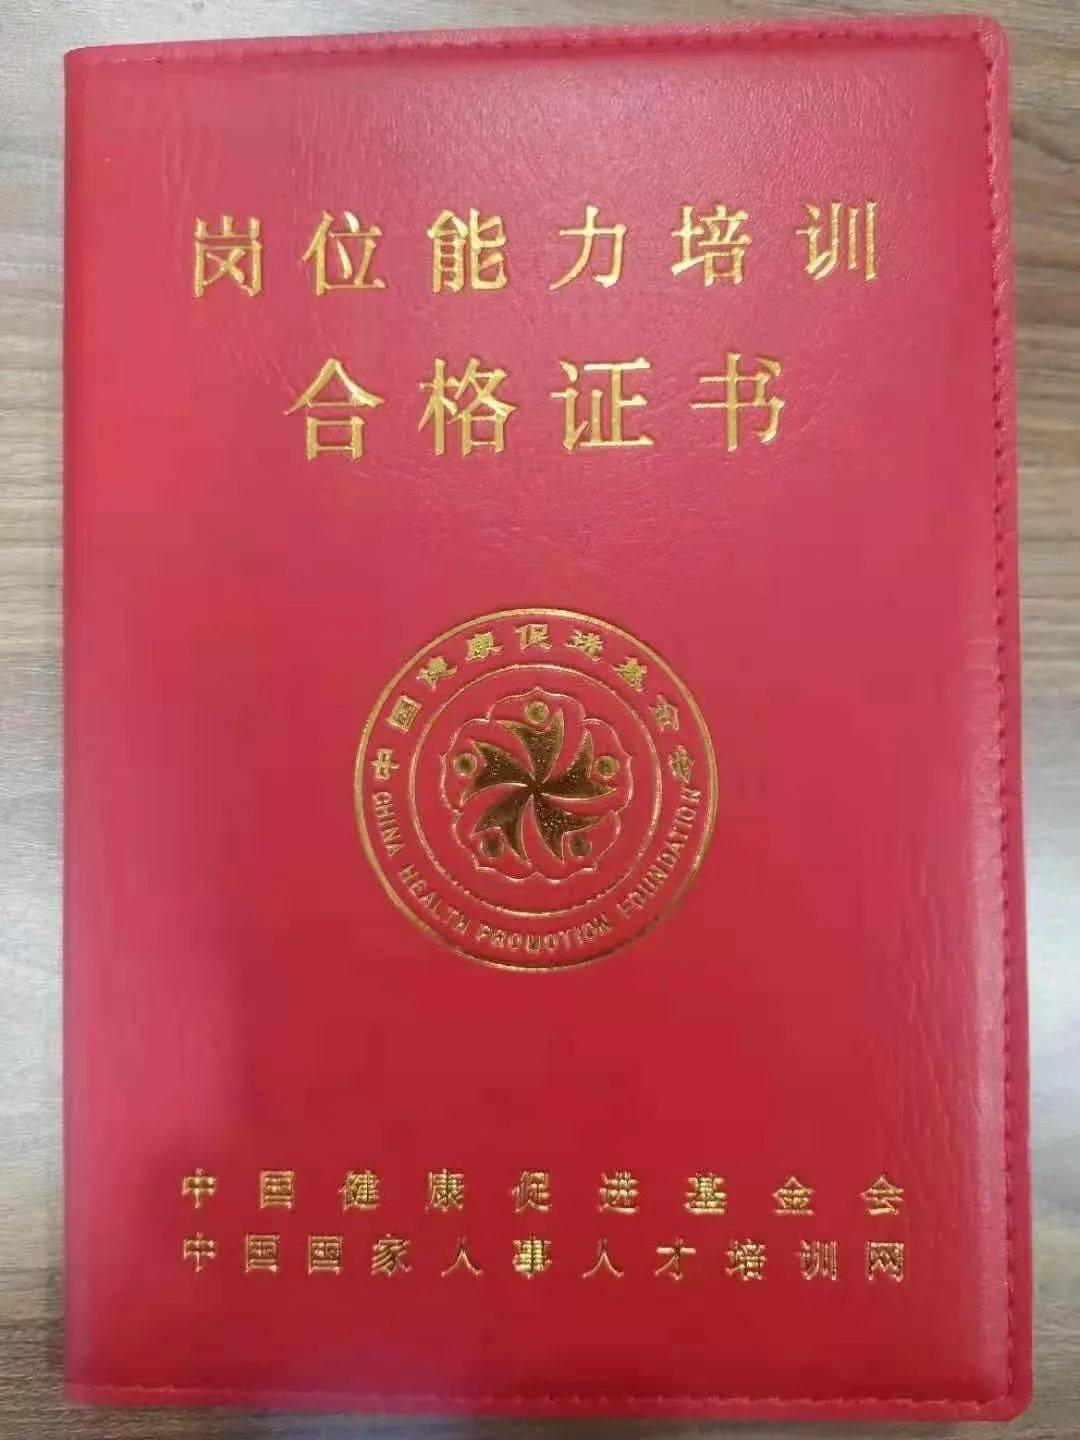 岗位能力培训
合格证书
中国健康促进基金会
CHINA HEALTH PROMOTION FOUNDATION
中国健康促进基金会
中国国家人事人才培训网